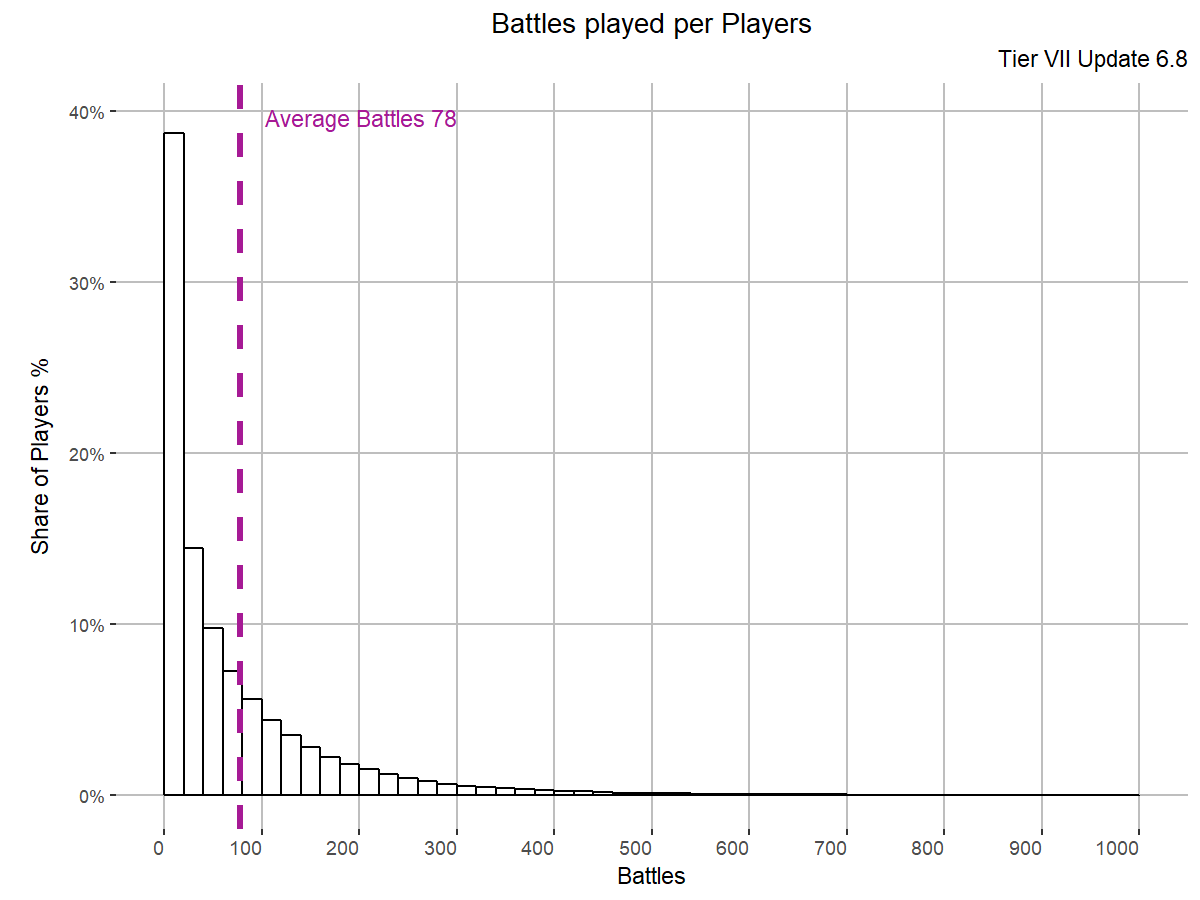 Battles played per Players
Tier VII Update 6.8
Average Battles 78
Share of Players %
40%
30%
20%
10%
0%
0 100 200 300 400 500 600 700 800 900 1000
Battles